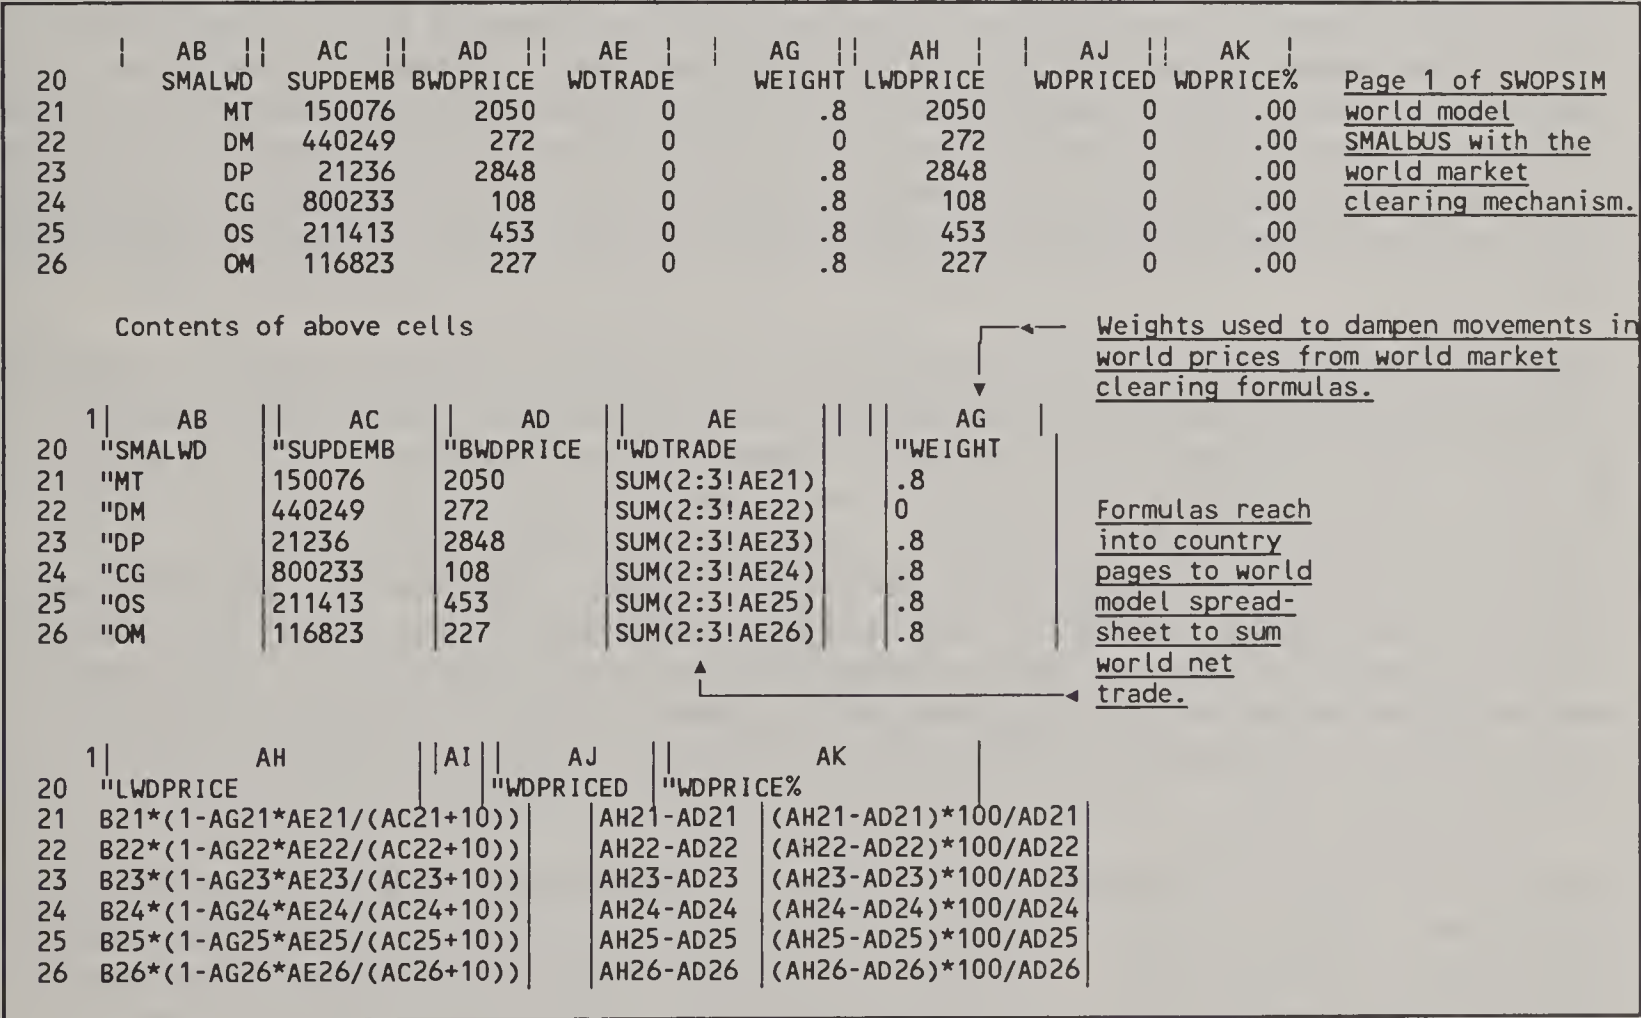 | AB || AC || AD || AE | | AG || AH | | AJ || AK |
20 SMALWD SUPDEMB BWDPRICE WDTRADE WEIGHT LWDPRICE WDPRICED WDPRICE% Page 1 of SWOPSIM
21 MT 150076 2050 0 .8 2050 0 .00 world model
22 DM 440249 272 0 0 272 0 .00 SMALbUS with the
23 DP 21236 2848 0 .8 2848 0 .00 world market
24 CG 800233 108 0 .8 108 0 .00 clearing mechanism.
25 OS 211413 453 0 .8 453 0 .00
26 OM 116823 227 0 .8 227 0 .00
Contents of above cells
Weights used to dampen movements in
world prices from world market
clearing formulas.
1| AB || AC || AD || AE || || AG |
20 "SMALWD "SUPDEMB "BWDPRICE "WDTRADE "WEIGHT
21 "MT 150076 2050 SUM(2:3!AE21) .8
22 "DM 440249 272 SUM(2:3!AE22) 0
23 "DP 21236 2848 SUM(2:3!AE23) .8
24 "CG 800233 108 SUM(2:3!AE24) .8
25 "OS 211413 453 SUM(2:3!AE25) .8
26 "OM 116823 227 SUM(2:3!AE26) .8
Formulas reach
into country
pages to world
model spread-
sheet to sum
world net
trade.
1| AH ||AI|| AJ || AK |
20 "LWDPRICE "WDPRICED "WDPRICE%
21 B21*(1-AG21*AE21/(AC21+10)) AH21-AD21 (AH21-AD21)*100/AD21
22 B22*(1-AG22*AE22/(AC22+10)) AH22-AD22 (AH22-AD22)*100/AD22
23 B23*(1-AG23*AE23/(AC23+10)) AH23-AD23 (AH23-AD23)*100/AD23
24 B24*(1-AG24*AE24/(AC24+10)) AH24-AD24 (AH24-AD24)*100/AD24
25 B25*(1-AG25*AE25/(AC25+10)) AH25-AD25 (AH25-AD25)*100/AD25
26 B26*(1-AG26*AE26/(AC26+10)) AH26-AD26 (AH26-AD26)*100/AD26